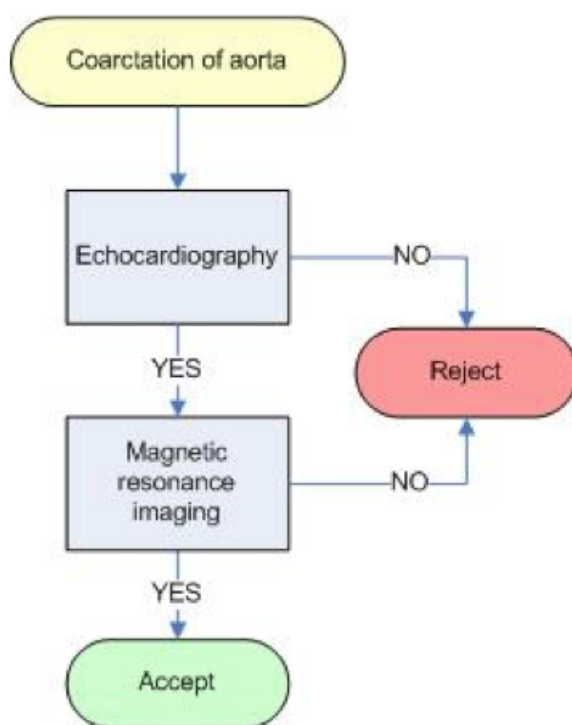 Coarctation of aorta
Echocardiography
NO
YES
Reject
Magnetic
resonance
imaging
NO
YES
Accept